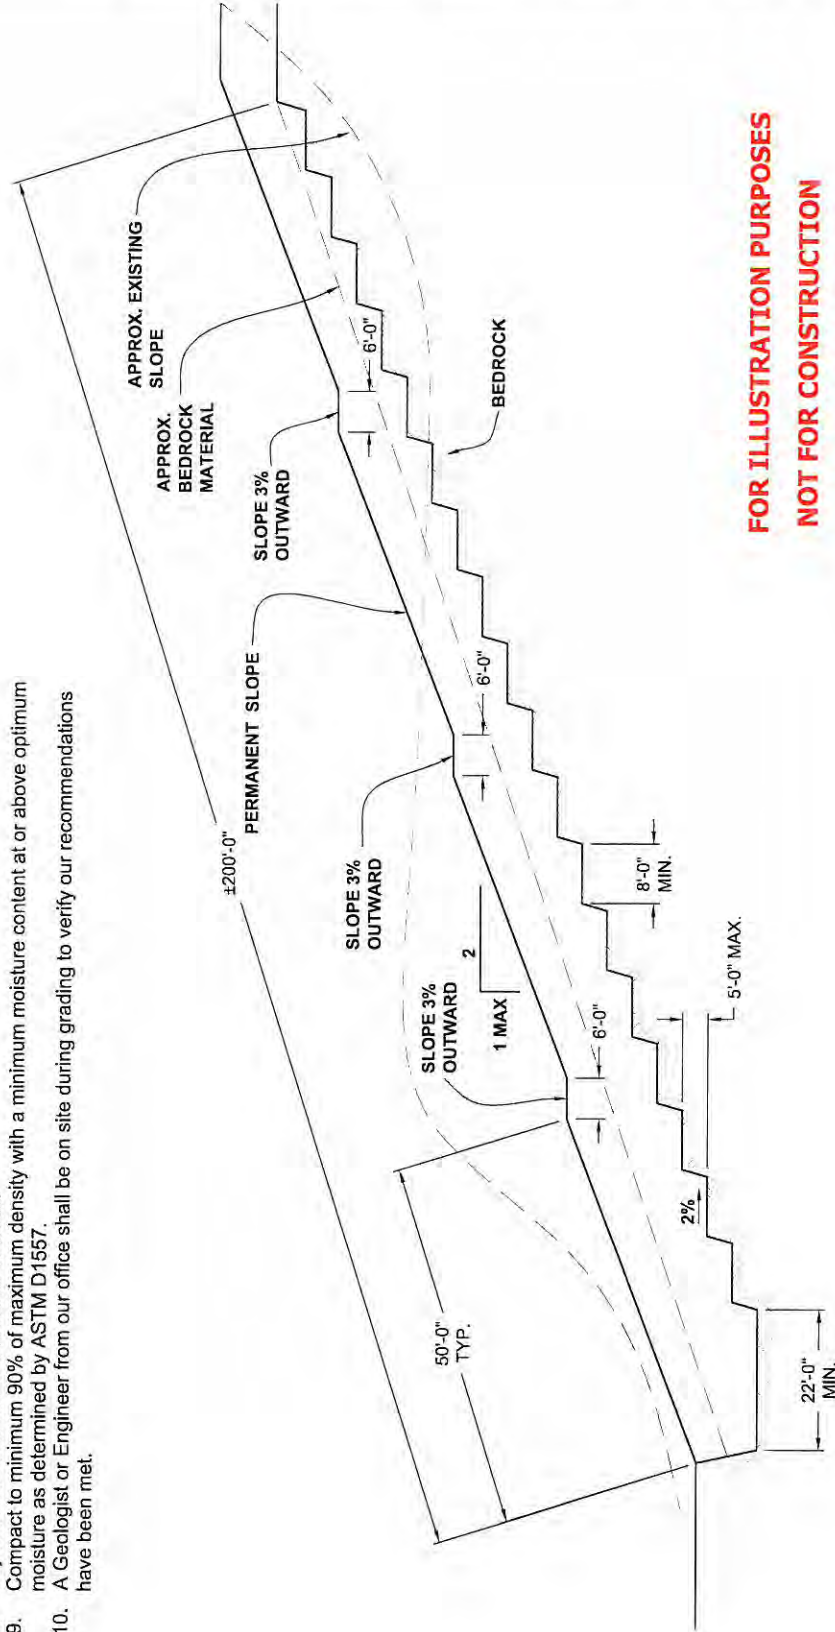 9. Compact to minimum 90% of maximum density with a minimum moisture content at or above optimum
moisture as determined by ASTM D1557.
10. A Geologist or Engineer from our office shall be on site during grading to verify our recommendations
have been met.
±200'-0"
APPROX. EXISTING
SLOPE
APPROX.
BEDROCK
MATERIAL
SLOPE 3%
OUTWARD
6'-0"
PERMANENT SLOPE
BEDROCK
SLOPE 3%
OUTWARD
6'-0"
2
1 MAX
SLOPE 3%
OUTWARD
6'-0"
50'-0"
TYP.
8'-0"
MIN.
5'-0" MAX.
2%
22'-0"
MIN.
FOR ILLUSTRATION PURPOSES
NOT FOR CONSTRUCTION